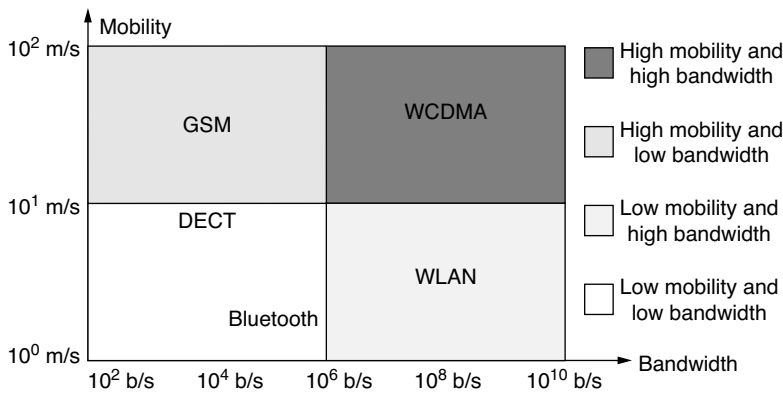 Mobility
10² m/s
10¹ m/s
10⁰ m/s
GSM
WCDMA
DECT
WLAN
Bluetooth
10² b/s
10⁴ b/s
10⁶ b/s
10⁸ b/s
10¹⁰ b/s
Bandwidth
High mobility and
high bandwidth
High mobility and
low bandwidth
Low mobility and
high bandwidth
Low mobility and
low bandwidth